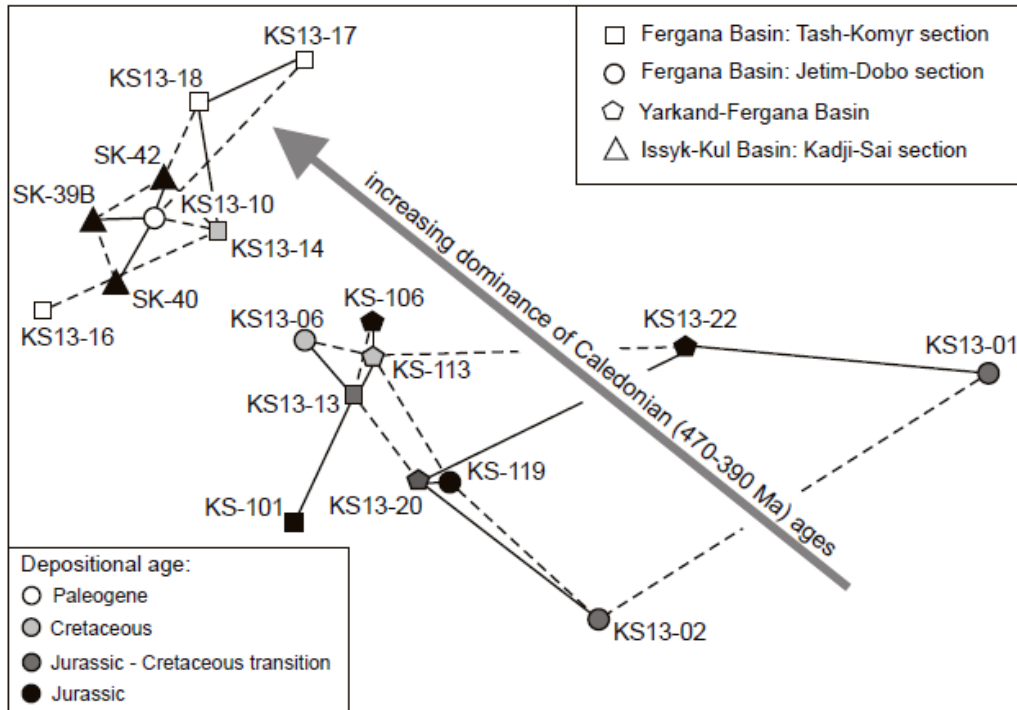 KS13-17
KS13-18
SK-42
SK-39B
KS13-10
KS13-14
SK-40
KS13-16
Fergana Basin: Tash-Komyr section
Fergana Basin: Jetim-Dobo section
Yarkand-Fergana Basin
Issyk-Kul Basin: Kadji-Sai section
increasing dominance of Caledonian (470-390 Ma) ages
KS-106
KS13-06
KS-113
KS13-22
KS13-01
KS13-13
KS-119
KS13-20
KS-101
KS13-02
Depositional age:
Paleogene
Cretaceous
Jurassic - Cretaceous transition
Jurassic